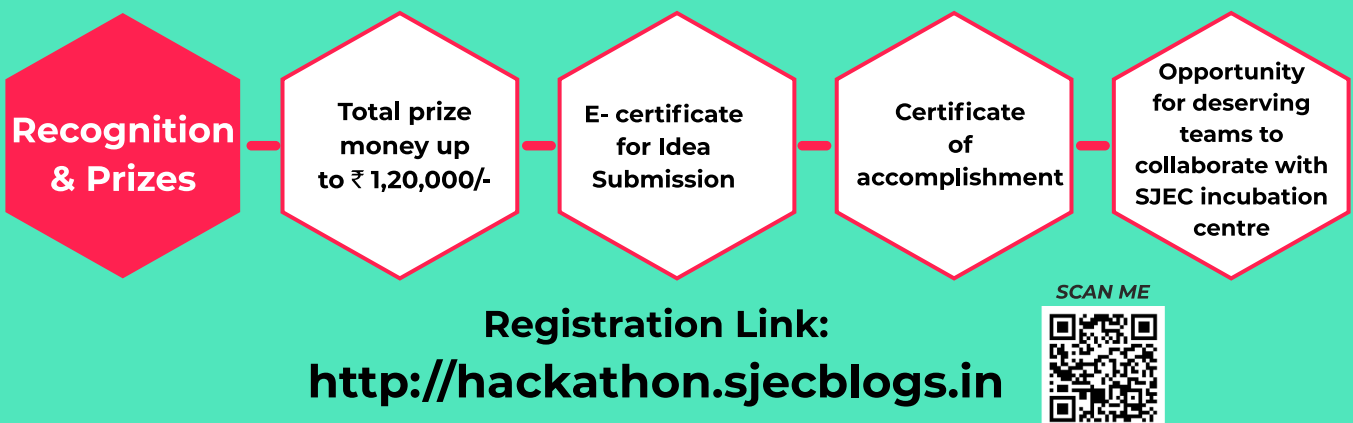 Recognition
& Prizes
Total prize
money up
to ₹ 1,20,000/-
E- certificate
for Idea
Submission
Certificate
of
accomplishment
Opportunity
for deserving
teams to
collaborate with
SJEC incubation
centre
SCAN ME
Registration Link:
http://hackathon.sjecblogs.in